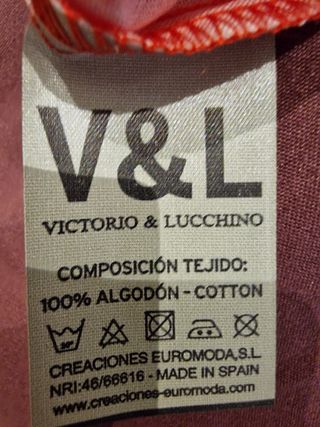 V&L
VICTORIO & LUCCHINO
COMPOSICIÓN TEJIDO:
100% ALGODÓN - COTTON
30°
CREACIONES EUROMODA,S.L
NRI:46/66616 - MADE IN SPAIN
www.creaciones-euromoda.com